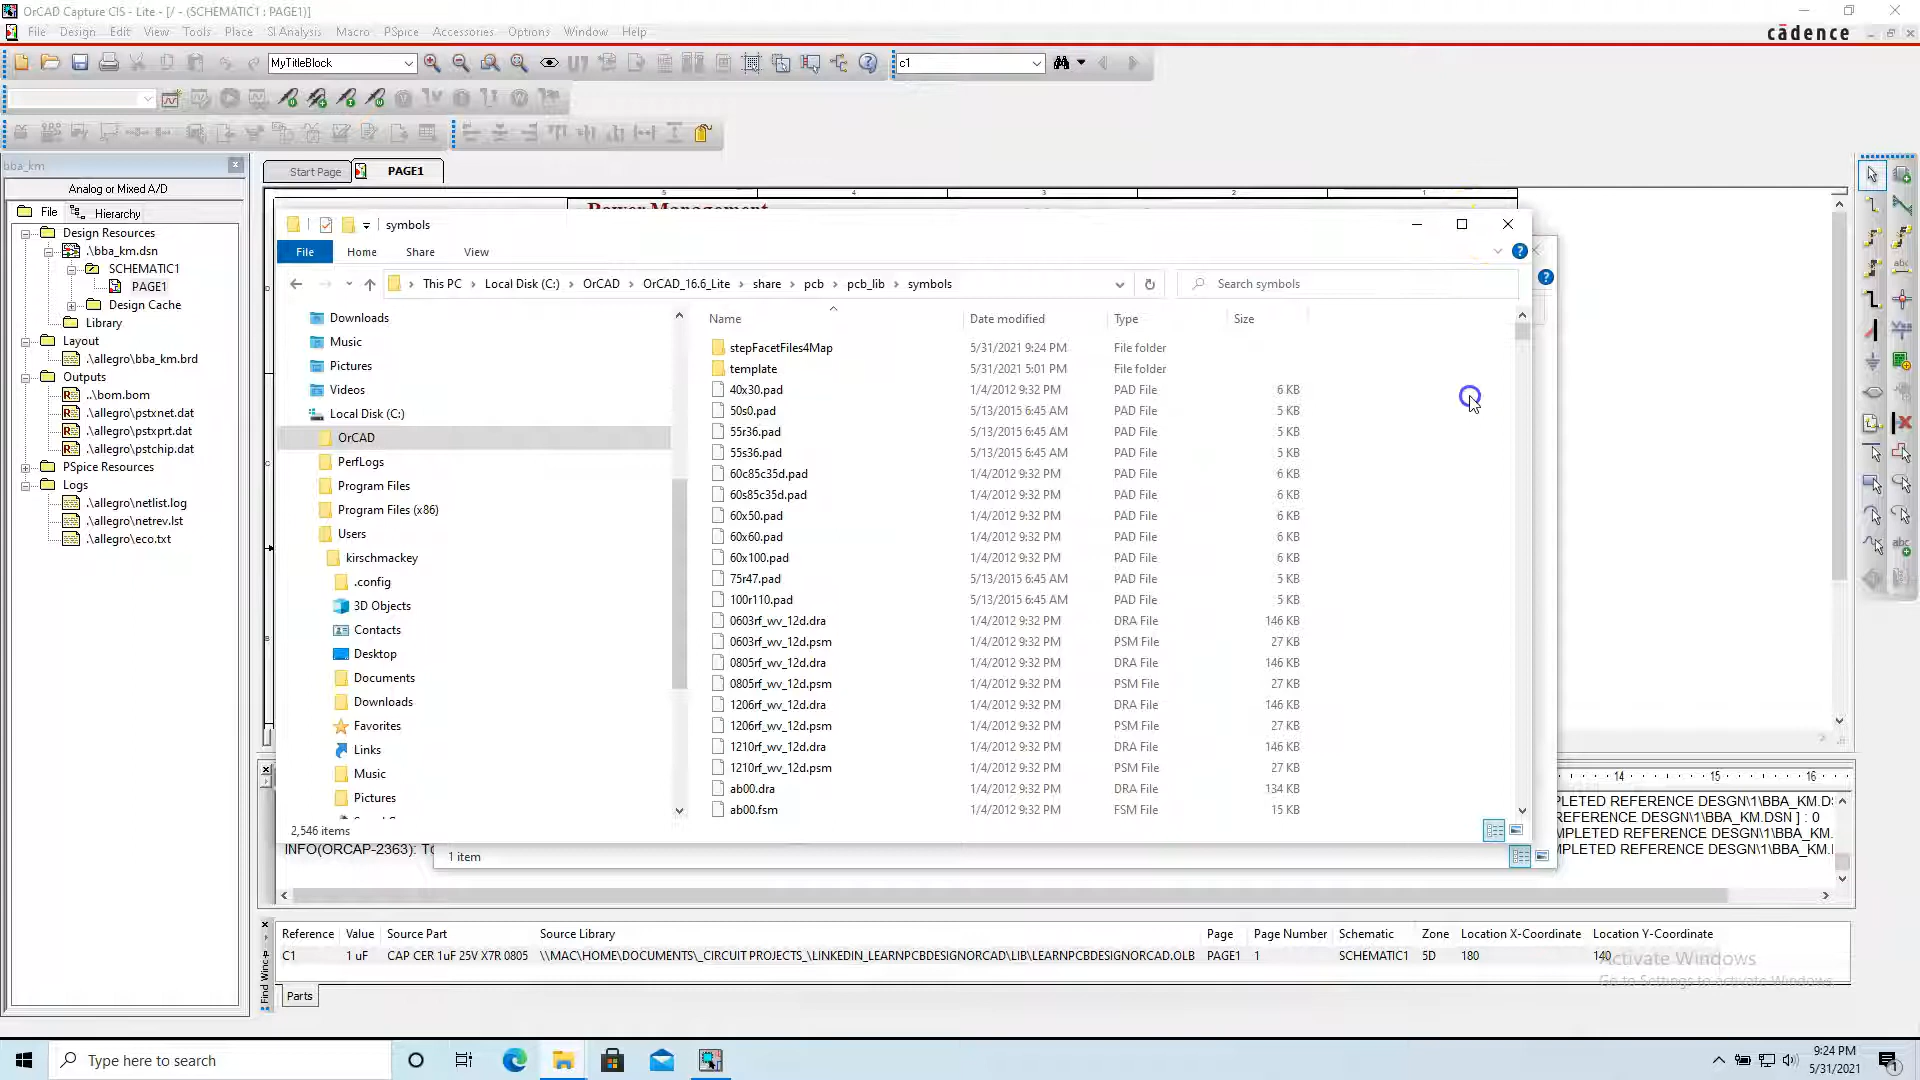 OrCAD Capture CIS - Lite - [/ - (SCHEMATIC1 : PAGE1)]
File Design Edit View Tools Place SI Analysis Macro PSpice Accessories Options Window Help
cādence
MyTitleBlock
c1
bba_km
Analog or Mixed A/D
File Hierarchy
Design Resources
.\bba_km.dsn
SCHEMATIC1
PAGE1
Design Cache
Library
Layout
.\allegro\bba_km.brd
Outputs
..\bom.bom
.\allegro\pstxnet.dat
.\allegro\pstxprt.dat
.\allegro\pstchip.dat
PSpice Resources
Logs
.\allegro\netlist.log
.\allegro\netrev.lst
.\allegro\eco.txt
Start Page PAGE1
5 4 3 2 1
Power Management
symbols
File Home Share View
This PC Local Disk (C:) OrCAD OrCAD_16.6_Lite share pcb pcb_lib symbols
Search symbols
Downloads
Music
Pictures
Videos
Local Disk (C:)
OrCAD
PerfLogs
Program Files
Program Files (x86)
Users
kirschmackey
.config
3D Objects
Contacts
Desktop
Documents
Downloads
Favorites
Links
Music
Pictures
Name Date modified Type Size
stepFacetFiles4Map 5/31/2021 9:24 PM File folder
template 5/31/2021 5:01 PM File folder
40x30.pad 1/4/2012 9:32 PM PAD File 6 KB
50s0.pad 5/13/2015 6:45 AM PAD File 5 KB
55r36.pad 5/13/2015 6:45 AM PAD File 5 KB
55s36.pad 5/13/2015 6:45 AM PAD File 5 KB
60c85c35d.pad 1/4/2012 9:32 PM PAD File 6 KB
60s85c35d.pad 1/4/2012 9:32 PM PAD File 6 KB
60x50.pad 1/4/2012 9:32 PM PAD File 6 KB
60x60.pad 1/4/2012 9:32 PM PAD File 6 KB
60x100.pad 1/4/2012 9:32 PM PAD File 6 KB
75r47.pad 5/13/2015 6:45 AM PAD File 5 KB
100r110.pad 5/13/2015 6:45 AM PAD File 5 KB
0603rf_wv_12d.dra 1/4/2012 9:32 PM DRA File 146 KB
0603rf_wv_12d.psm 1/4/2012 9:32 PM PSM File 27 KB
0805rf_wv_12d.dra 1/4/2012 9:32 PM DRA File 146 KB
0805rf_wv_12d.psm 1/4/2012 9:32 PM PSM File 27 KB
1206rf_wv_12d.dra 1/4/2012 9:32 PM DRA File 146 KB
1206rf_wv_12d.psm 1/4/2012 9:32 PM PSM File 27 KB
1210rf_wv_12d.dra 1/4/2012 9:32 PM DRA File 146 KB
1210rf_wv_12d.psm 1/4/2012 9:32 PM PSM File 27 KB
ab00.dra 1/4/2012 9:32 PM DRA File 134 KB
ab00.fsm 1/4/2012 9:32 PM FSM File 15 KB
2,546 items
1 item
14 15 16
PLETED REFERENCE DESGN\1\BBA_KM.D
REFERENCE DESGN\1\BBA_KM.DSN ] : 0
MPLETED REFERENCE DESGN\1\BBA_KM.
INFO(ORCAP-2363): MPLETED REFERENCE DESGN\1\BBA_KM.
Reference Value Source Part Source Library Page Page Number Schematic Zone Location X-Coordinate Location Y-Coordinate
C1 1 uF CAP CER 1uF 25V X7R 0805 \\MAC\HOME\DOCUMENTS\_CIRCUIT PROJECTS_\LINKEDIN_LEARNPCBDESIGNORCAD\LIB\LEARNPCBDESIGNORCAD.OLB PAGE1 1 SCHEMATIC1 5D 180 140
Activate Windows
Go to Settings to activate Windows.
Parts
Type here to search
9:24 PM
5/31/2021